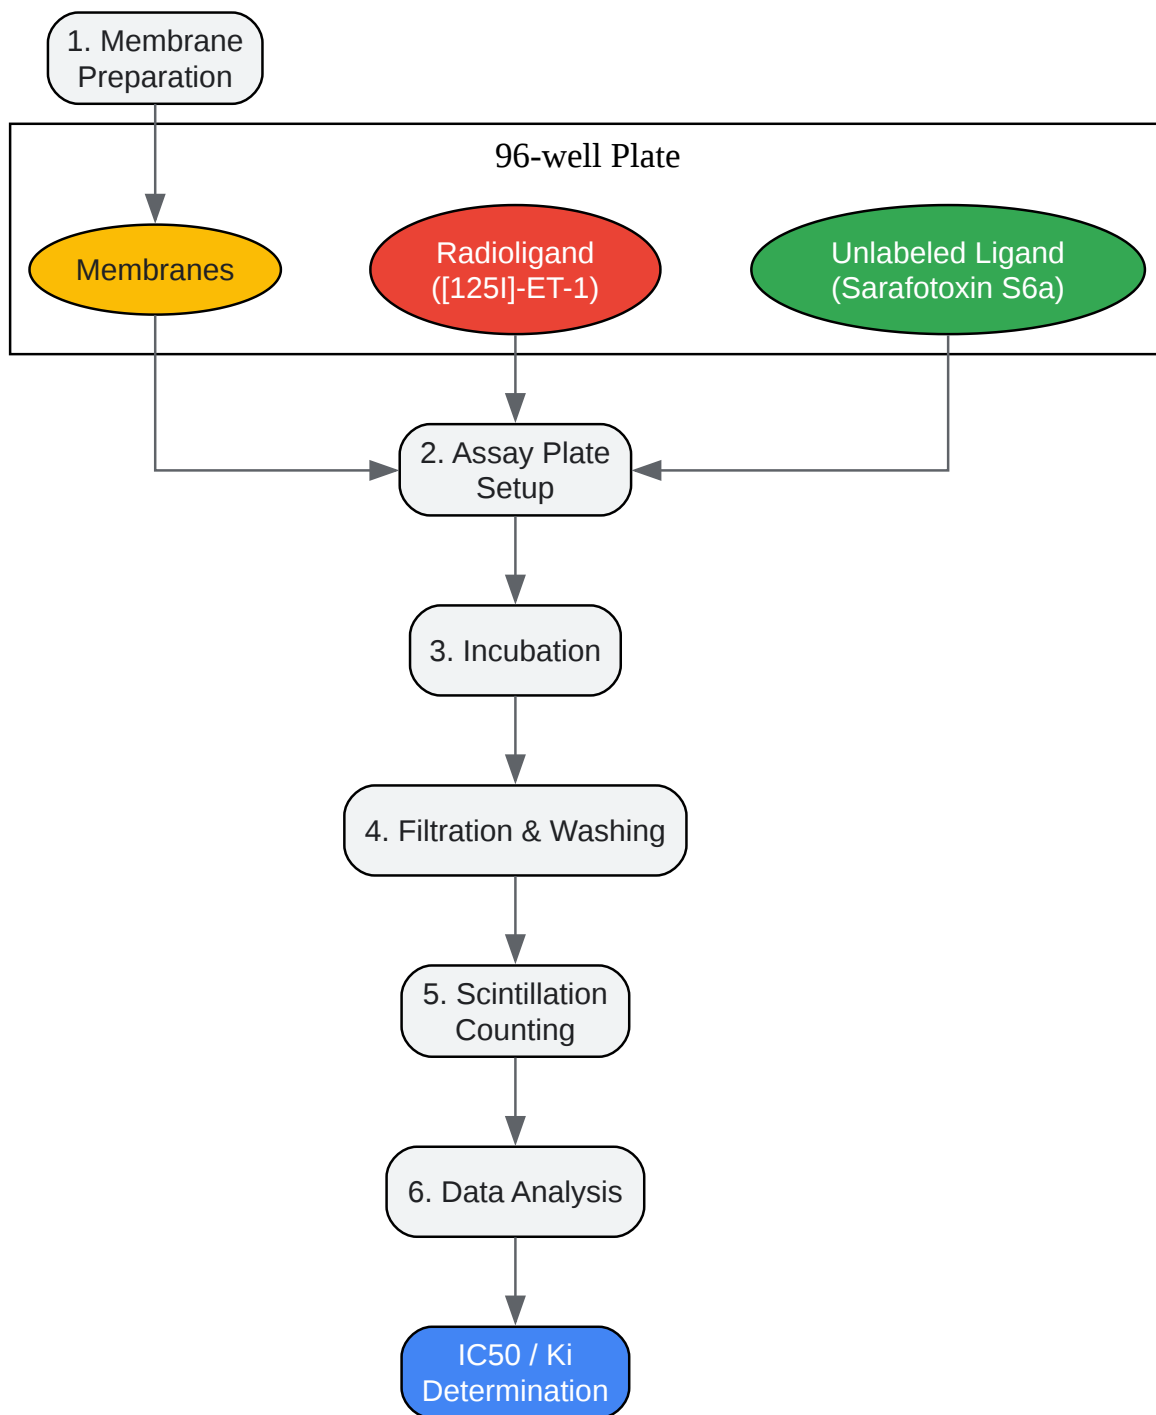 1. Membrane
Preparation
96-well Plate
Membranes
Radioligand
([125I]-ET-1)
Unlabeled Ligand
(Sarafotoxin S6a)
2. Assay Plate
Setup
3. Incubation
4. Filtration & Washing
5. Scintillation
Counting
6. Data Analysis
IC50 / Ki
Determination